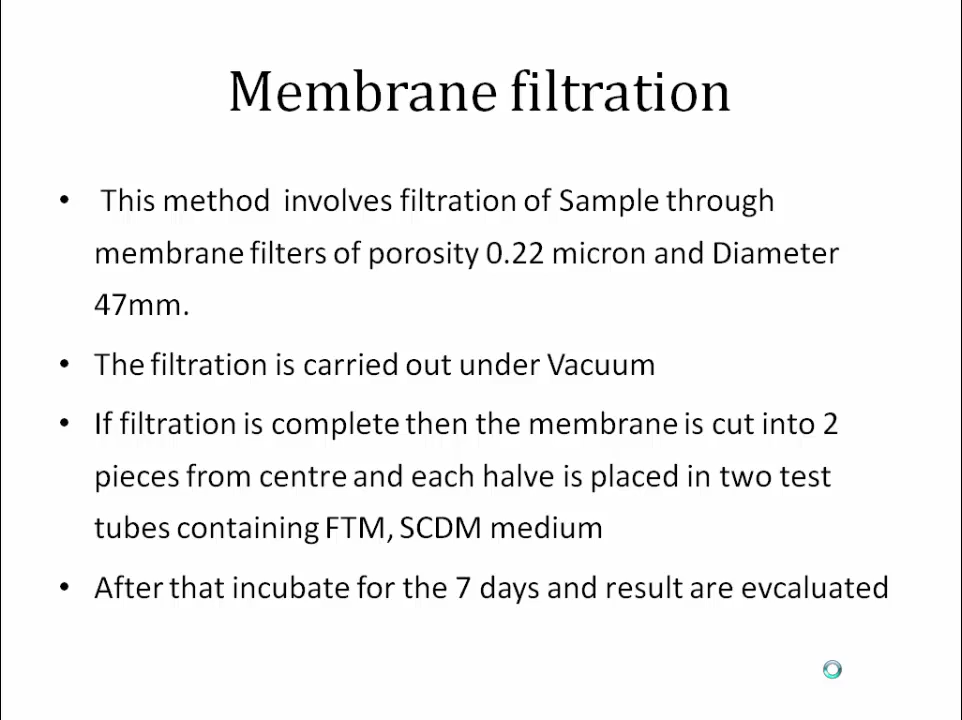 Membrane filtration
• This method involves filtration of Sample through
membrane filters of porosity 0.22 micron and Diameter
47mm.
• The filtration is carried out under Vacuum
• If filtration is complete then the membrane is cut into 2
pieces from centre and each halve is placed in two test
tubes containing FTM, SCDM medium
• After that incubate for the 7 days and result are evcaluated